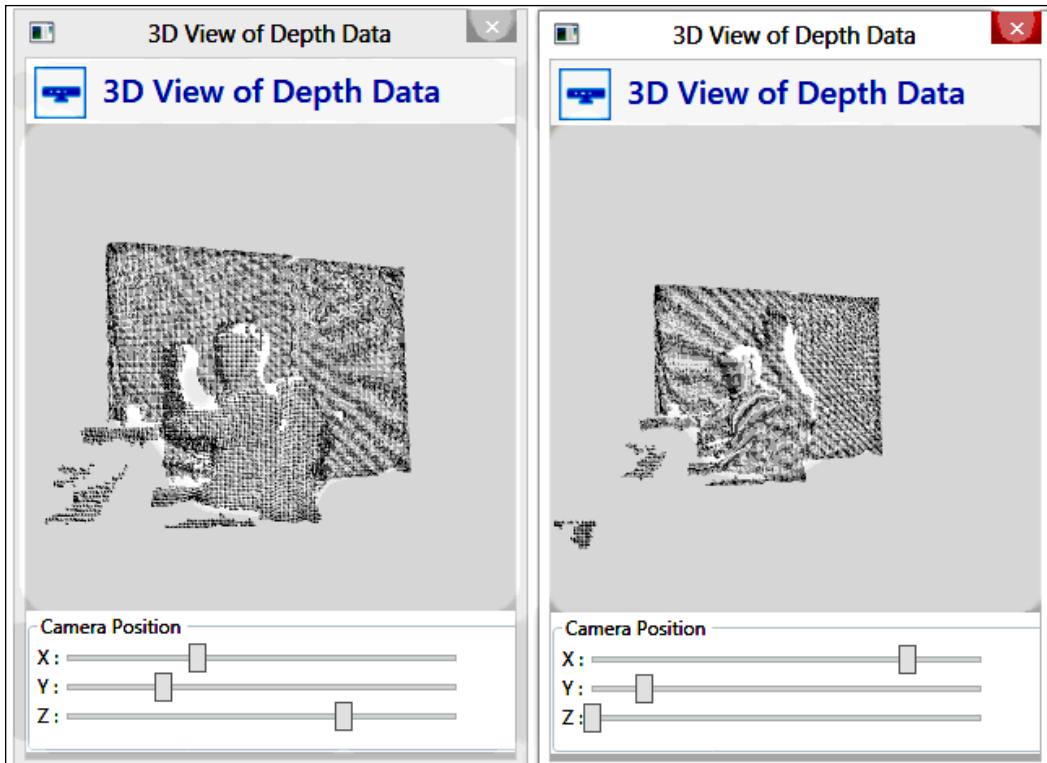 3D View of Depth Data
3D View of Depth Data
Camera Position
X :
Y :
Z :
3D View of Depth Data
3D View of Depth Data
Camera Position
X :
Y :
Z: